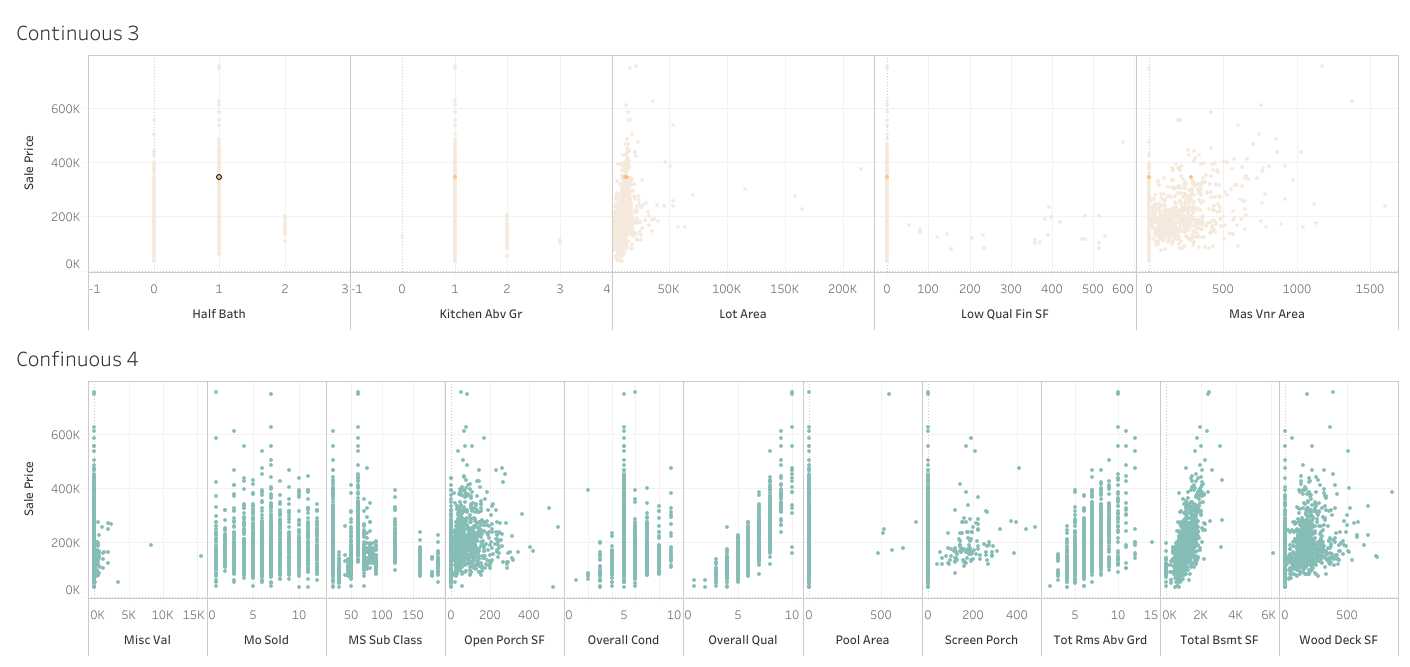 Continuous 3
Sale Price
600K
400K
200K
0K
-1 0 1 2 3 -1 0 1 2 3 4 50K 100K 150K 200K 0 100 200 300 400 500 600 0 500 1000 1500
Half Bath Kitchen Abv Gr Lot Area Low Qual Fin SF Mas Vnr Area
Confinuous 4
Sale Price
600K
400K
200K
0K
0K 5K 10K 15K 0 5 10 50 100 150 0 200 400 0 5 10 0 5 10 0 500 0 200 400 5 10 15 0K 2K 4K 6K 0 500
Misc Val Mo Sold MS Sub Class Open Porch SF Overall Cond Overall Qual Pool Area Screen Porch Tot Rms Abv Grd Total Bsmt SF Wood Deck SF